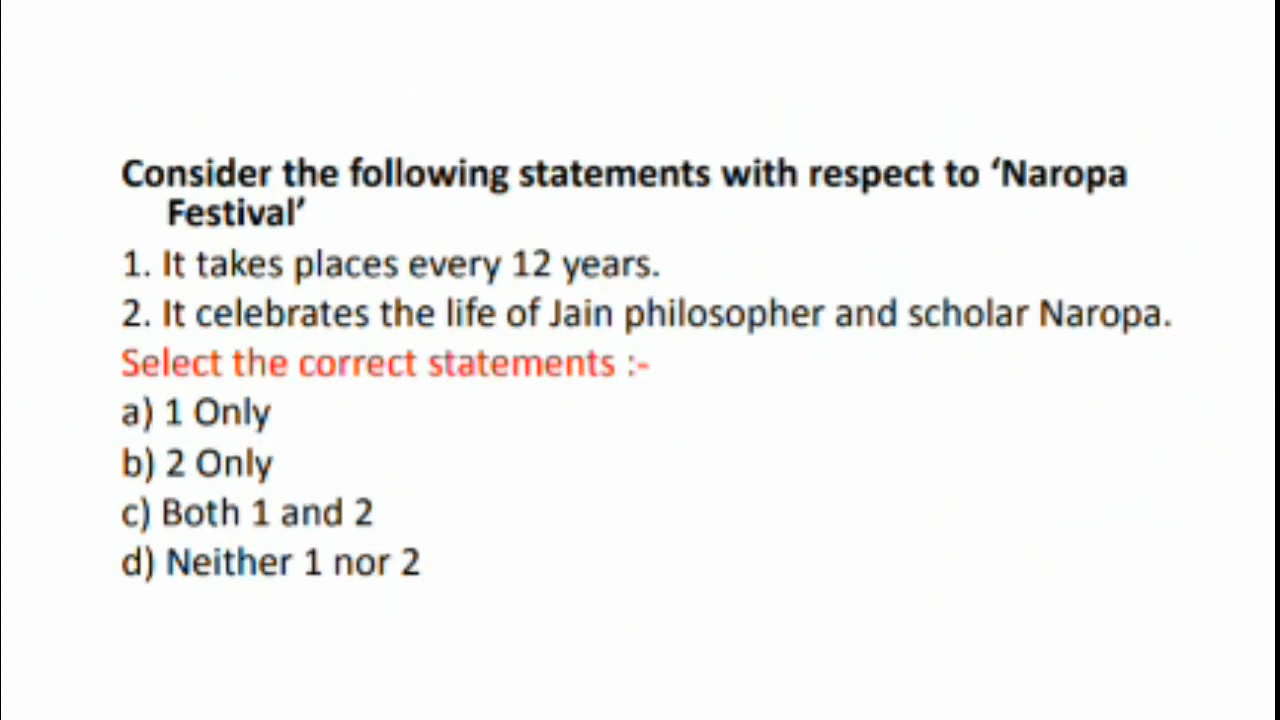 Consider the following statements with respect to ‘Naropa
Festival’
1. It takes places every 12 years.
2. It celebrates the life of Jain philosopher and scholar Naropa.
Select the correct statements :-
a) 1 Only
b) 2 Only
c) Both 1 and 2
d) Neither 1 nor 2